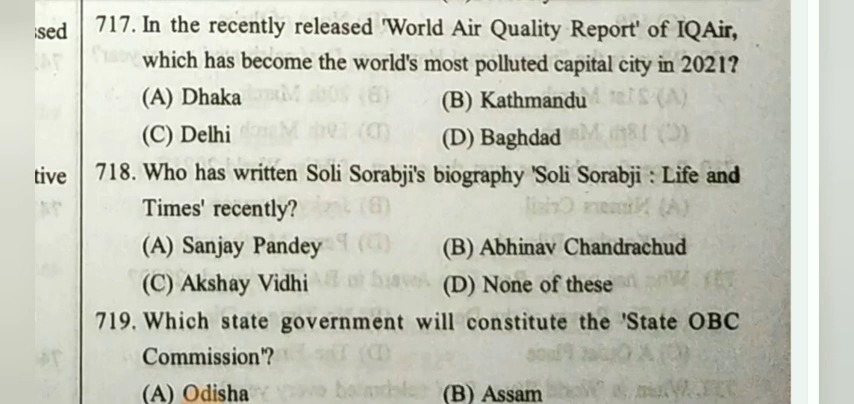 ssed
717. In the recently released 'World Air Quality Report' of IQAir,
which has become the world's most polluted capital city in 2021?
(A) Dhaka (B) Kathmandu
(C) Delhi (D) Baghdad
tive
718. Who has written Soli Sorabji's biography 'Soli Sorabji : Life and
Times' recently?
(A) Sanjay Pandey (B) Abhinav Chandrachud
(C) Akshay Vidhi (D) None of these
719. Which state government will constitute the 'State OBC
Commission'?
(A) Odisha (B) Assam